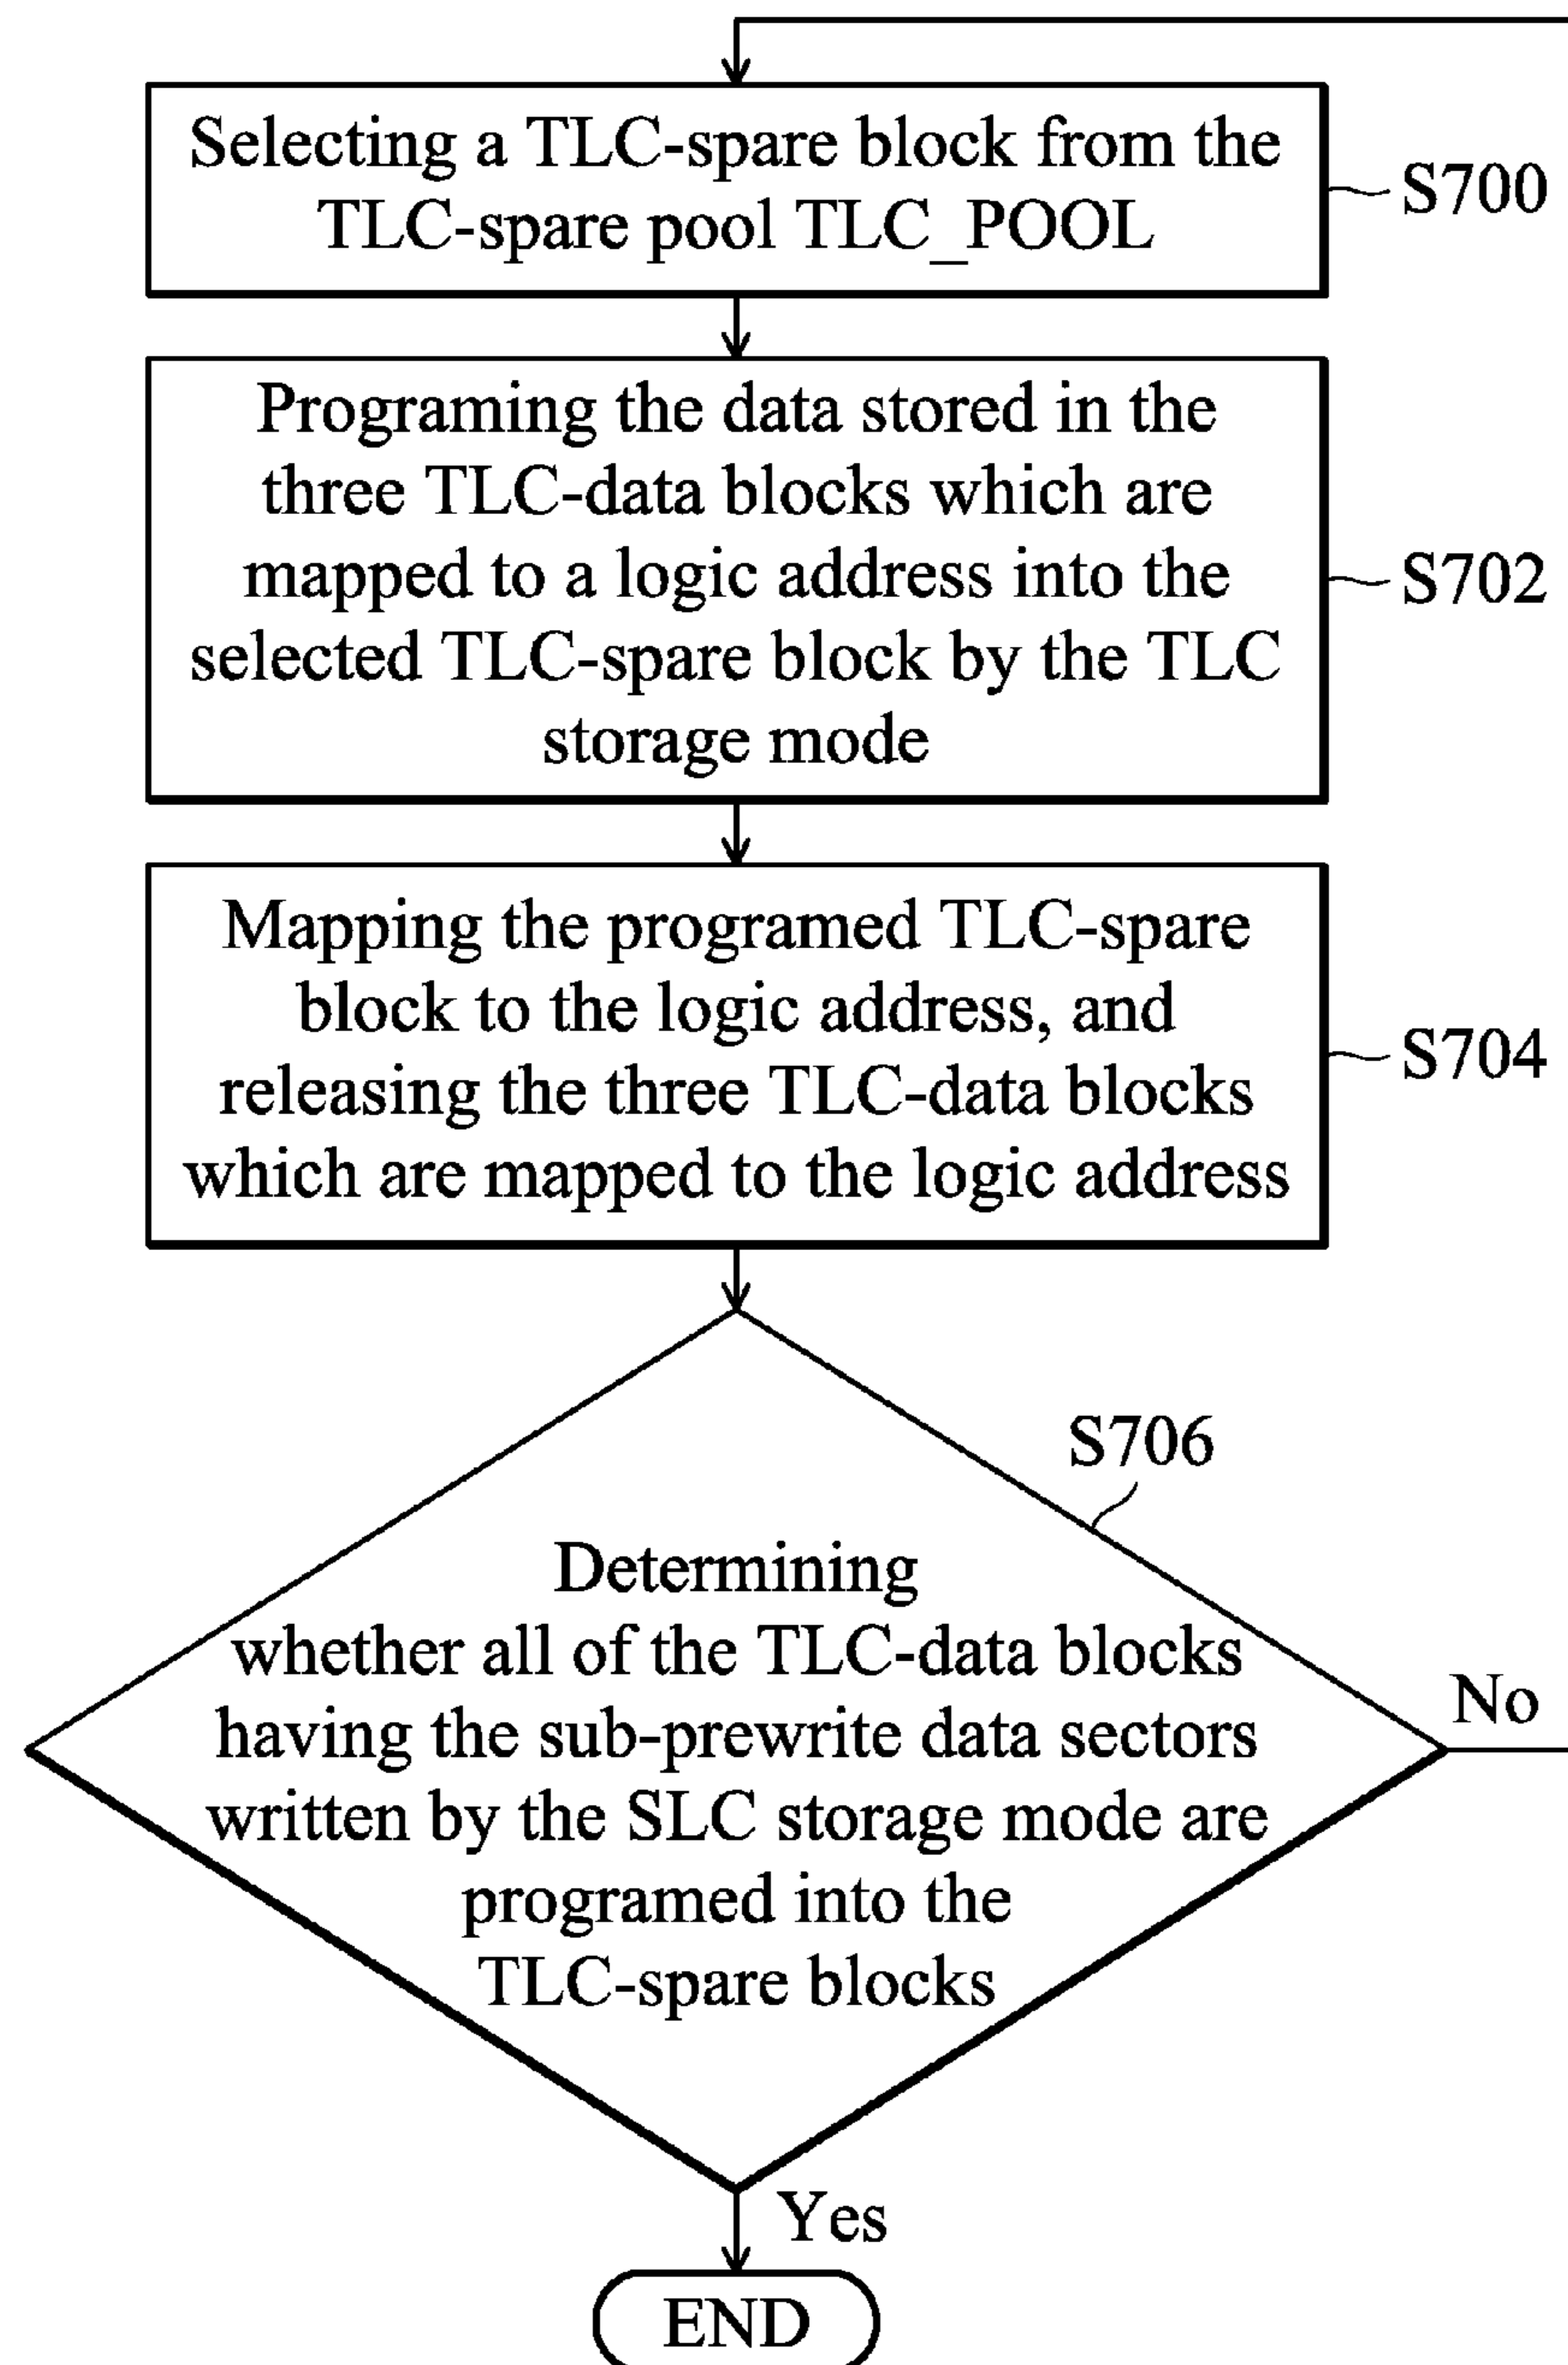 Selecting a TLC-spare block from the
TLC-spare pool TLC_POOL
S700
Programing the data stored in the
three TLC-data blocks which are
mapped to a logic address into the
selected TLC-spare block by the TLC
storage mode
S702
Mapping the programed TLC-spare
block to the logic address, and
releasing the three TLC-data blocks
which are mapped to the logic address
S704
S706
Determining
whether all of the TLC-data blocks
having the sub-prewrite data sectors
written by the SLC storage mode are
programed into the
TLC-spare blocks
No
Yes
END